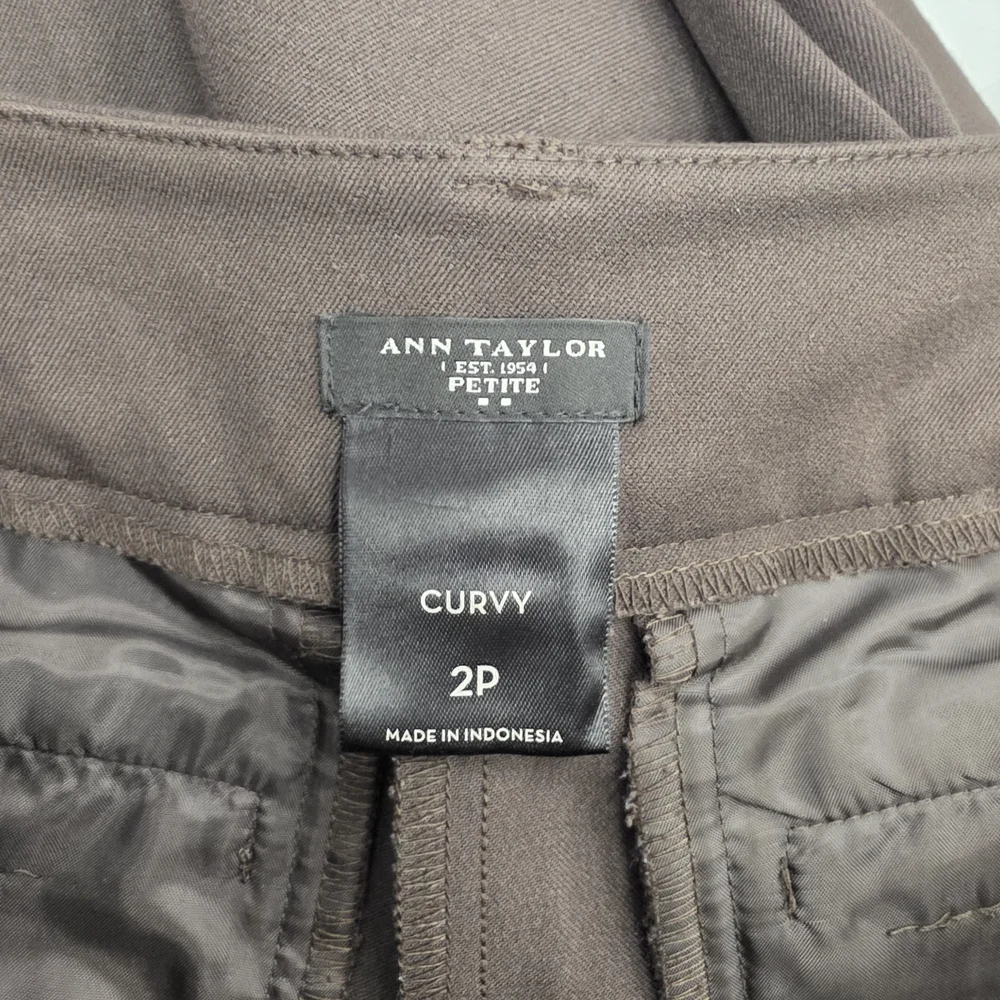 ANN TAYLOR
EST. 1954
PETITE
CURVY
2P
MADE IN INDONESIA